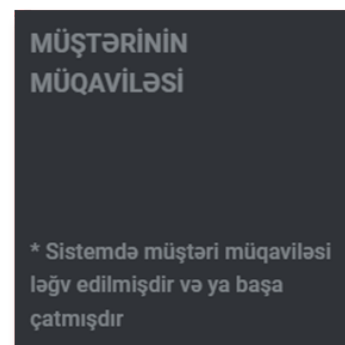 MÜŞTƏRİNİN
MÜQAVİLƏSİ
* Sistemdə müştəri müqaviləsi
ləğv edilmişdir və ya başa
çatmışdır